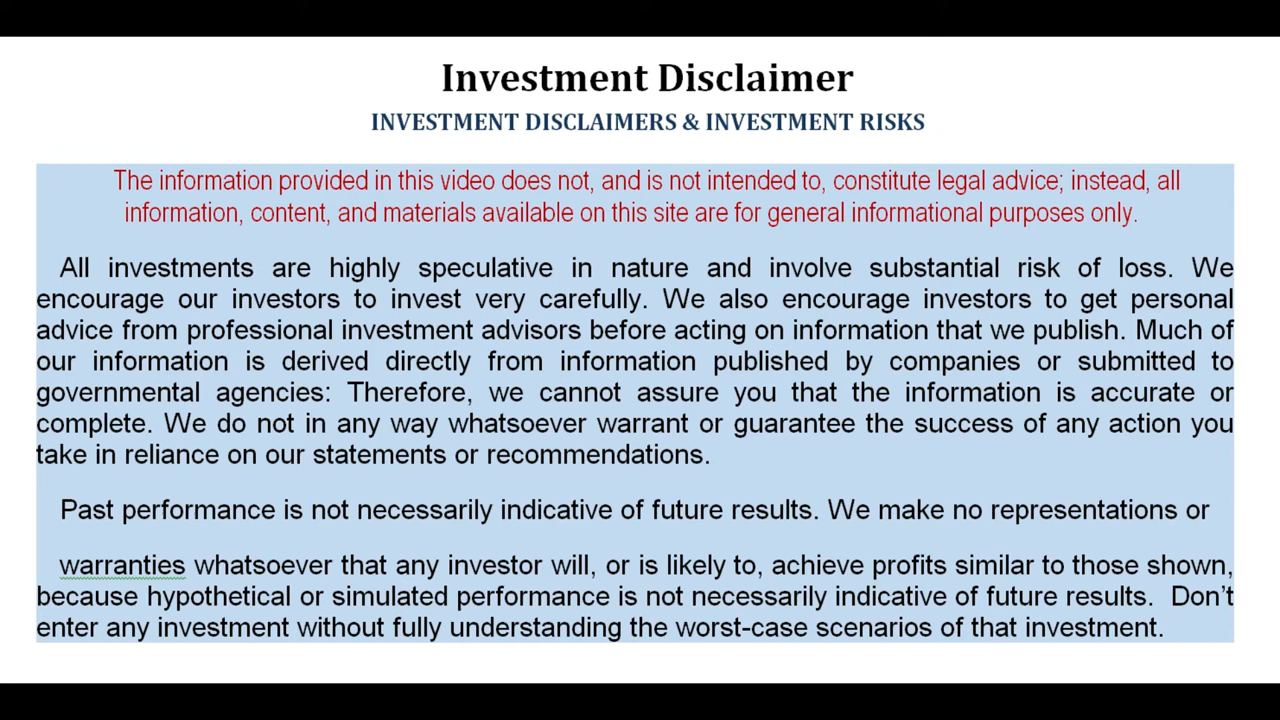 Investment Disclaimer
INVESTMENT DISCLAIMERS & INVESTMENT RISKS
The information provided in this video does not, and is not intended to, constitute legal advice; instead, all
information, content, and materials available on this site are for general informational purposes only.
All investments are highly speculative in nature and involve substantial risk of loss. We
encourage our investors to invest very carefully. We also encourage investors to get personal
advice from professional investment advisors before acting on information that we publish. Much of
our information is derived directly from information published by companies or submitted to
governmental agencies: Therefore, we cannot assure you that the information is accurate or
complete. We do not in any way whatsoever warrant or guarantee the success of any action you
take in reliance on our statements or recommendations.
Past performance is not necessarily indicative of future results. We make no representations or
warranties whatsoever that any investor will, or is likely to, achieve profits similar to those shown,
because hypothetical or simulated performance is not necessarily indicative of future results.  Don’t
enter any investment without fully understanding the worst-case scenarios of that investment.